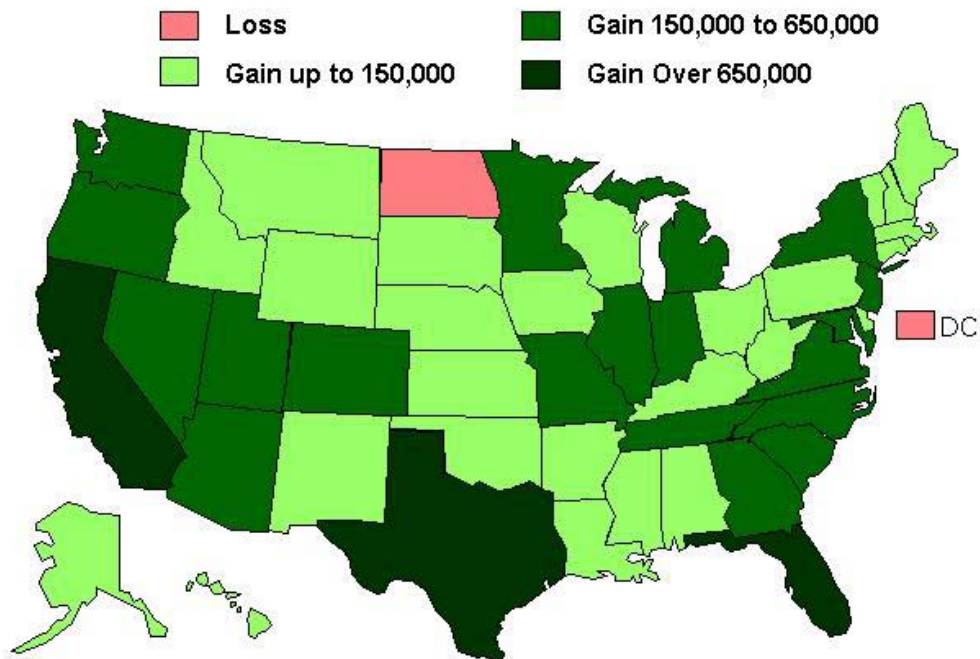 Loss
Gain 150,000 to 650,000
Gain up to 150,000
Gain Over 650,000
DC